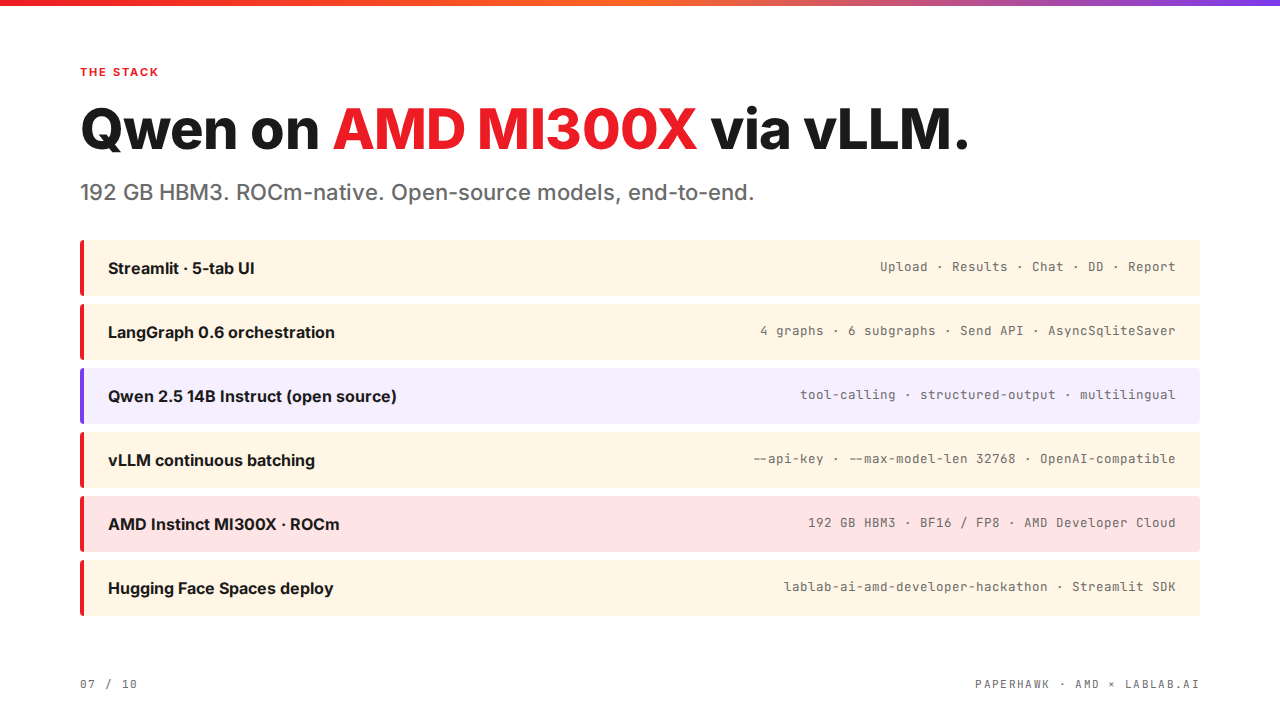 THE STACK
Qwen on AMD MI300X via vLLM.
192 GB HBM3. ROCm-native. Open-source models, end-to-end.
Streamlit · 5-tab UI
Upload · Results · Chat · DD · Report
LangGraph 0.6 orchestration
4 graphs · 6 subgraphs · Send API · AsyncSqliteSaver
Qwen 2.5 14B Instruct (open source)
tool-calling · structured-output · multilingual
vLLM continuous batching
--api-key · --max-model-len 32768 · OpenAI-compatible
AMD Instinct MI300X · ROCm
192 GB HBM3 · BF16 / FP8 · AMD Developer Cloud
Hugging Face Spaces deploy
lablab-ai-amd-developer-hackathon · Streamlit SDK
07 / 10
PAPERHAWK · AMD × LABLAB.AI